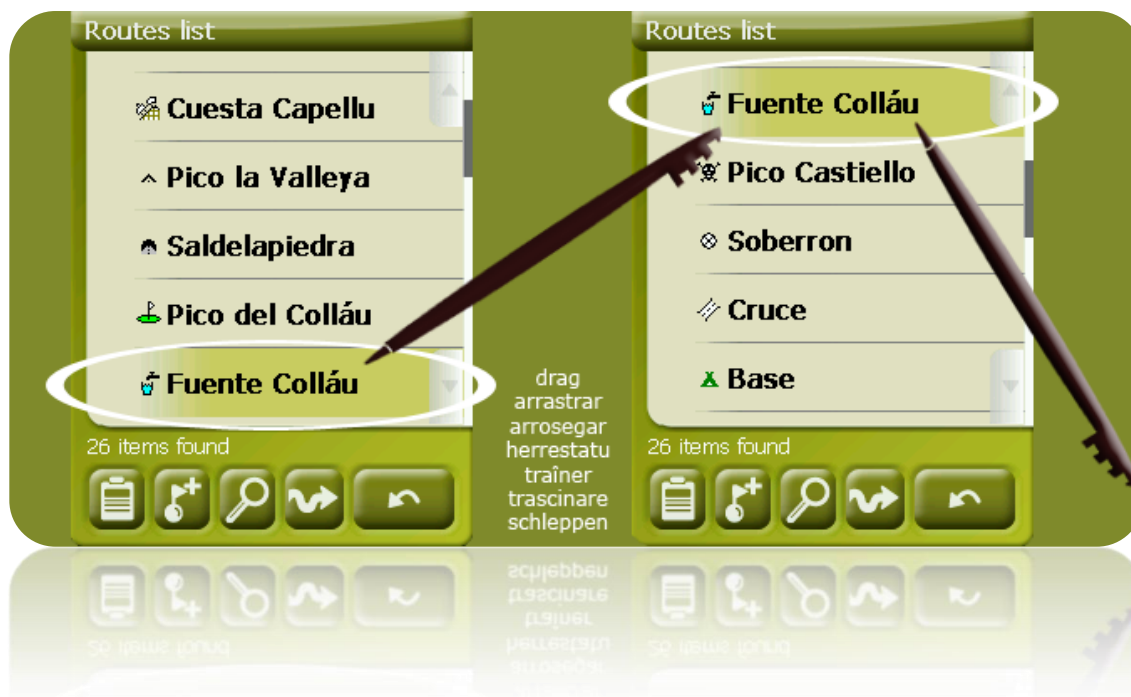 Routes list
Cuesta Capellu
Pico la Valleya
Saldelapiedra
Pico del Colláu
Fuente Colláu
26 items found
drag
arrastrar
arrosegar
herrestatu
traîner
trascinare
schleppen
Routes list
Fuente Colláu
Pico Castiello
Soberron
Cruce
Base
26 items found